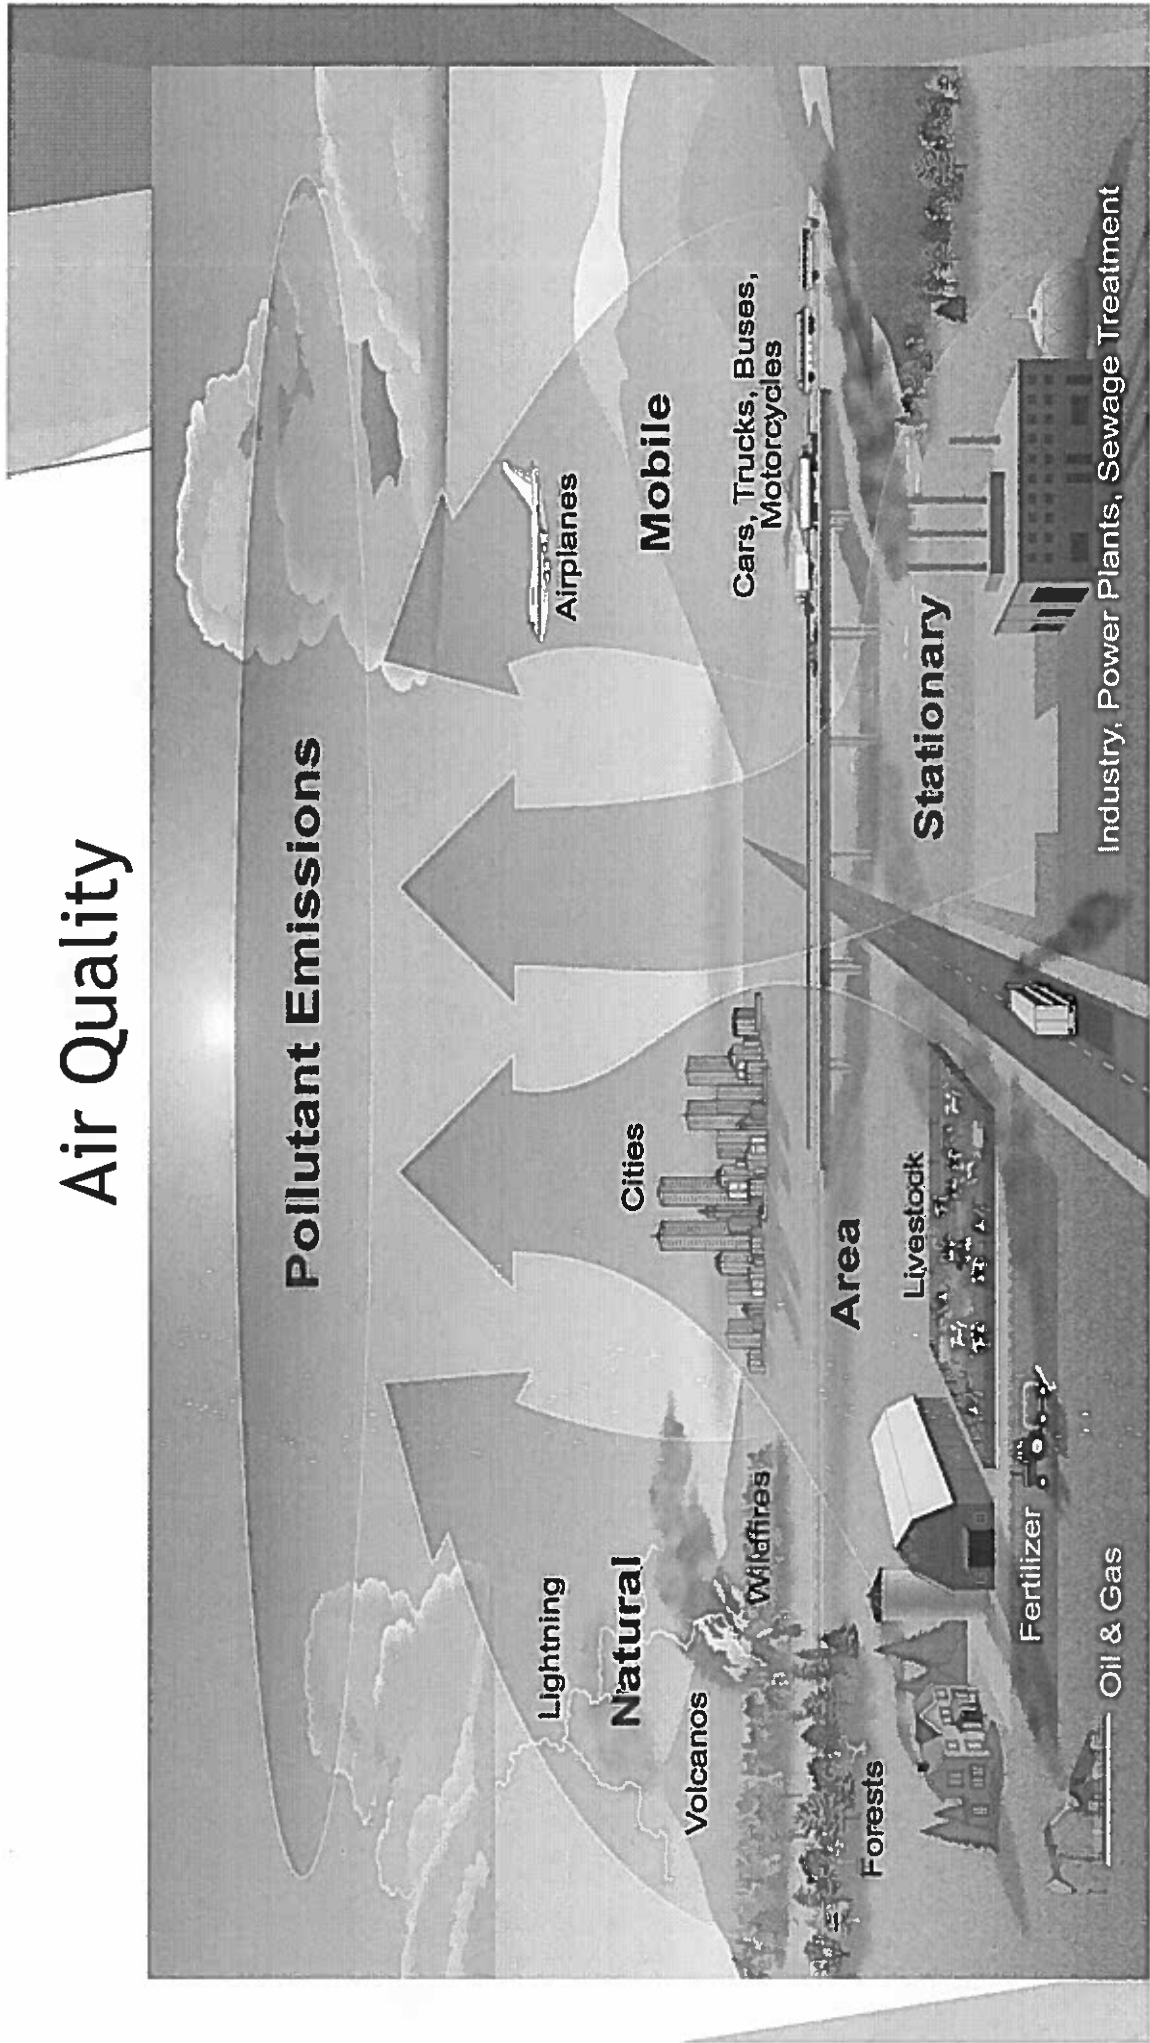 Air Quality
Pollutant Emissions
Lightning
Natural
Volcanos
Wildfires
Forests
Cities
Area
Livestock
Fertilizer
Oil & Gas
Airplanes
Mobile
Cars, Trucks, Buses,
Motorcycles
Stationary
Industry, Power Plants, Sewage Treatment